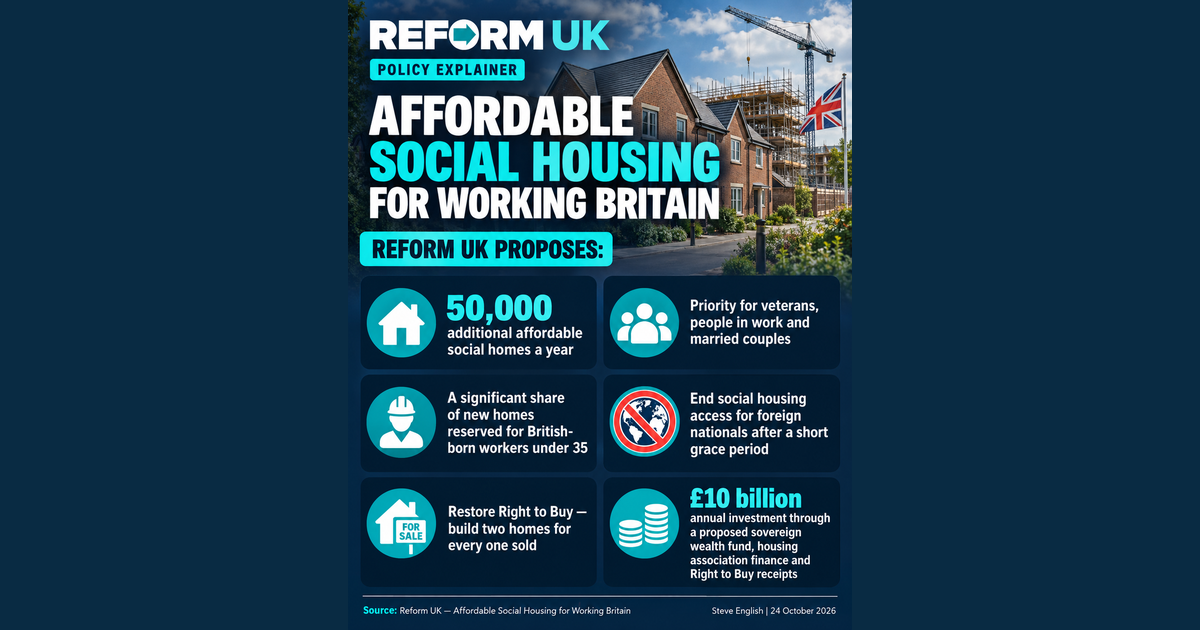 REFORM UK
POLICY EXPLAINER
AFFORDABLE
SOCIAL HOUSING
FOR WORKING BRITAIN
REFORM UK PROPOSES:
50,000
additional affordable
social homes a year
Priority for veterans,
people in work and
married couples
A significant share
of new homes
reserved for British-
born workers under 35
End social housing
access for foreign
nationals after a short
grace period
FOR
SALE
Restore Right to Buy —
build two homes for
every one sold
£10 billion
annual investment through
a proposed sovereign
wealth fund, housing
association finance and
Right to Buy receipts
Source: Reform UK — Affordable Social Housing for Working Britain
Steve English | 24 October 2026